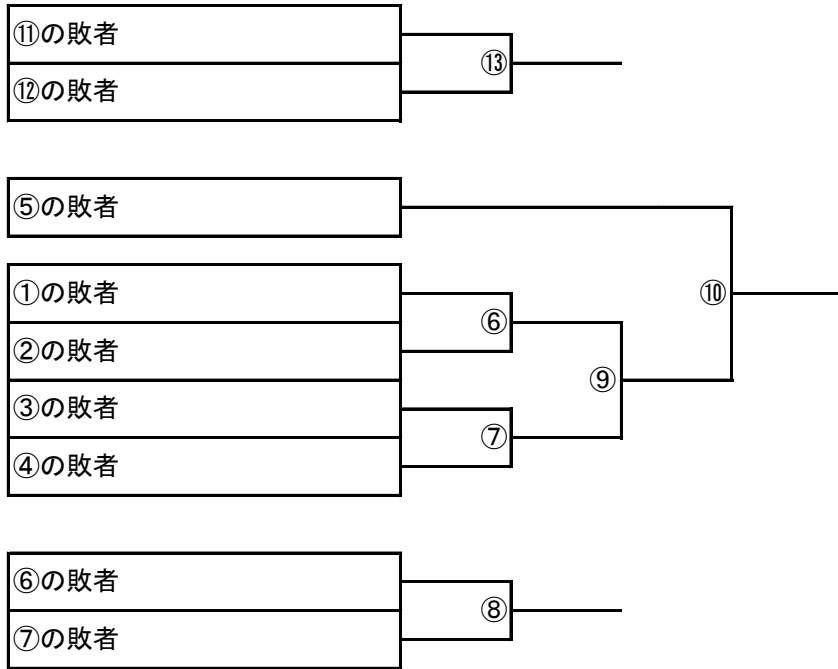 ⑪の敗者
⑬
⑫の敗者
⑤の敗者
①の敗者
⑩
⑥
②の敗者
⑨
③の敗者
⑦
④の敗者
⑥の敗者
⑧
⑦の敗者